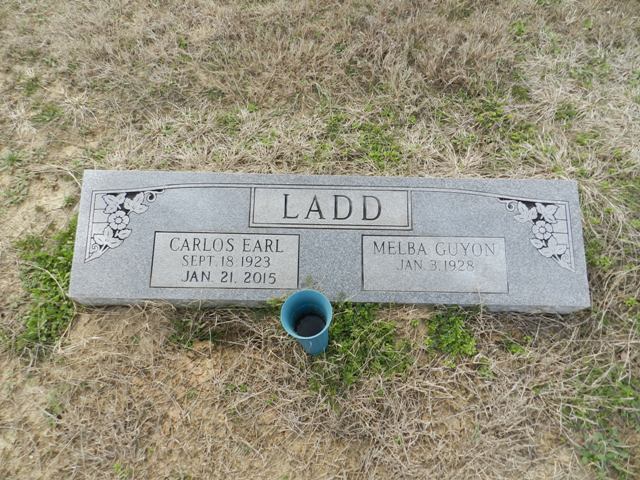 LADD
CARLOS EARL
SEPT. 18, 1923
JAN. 21, 2015
MELBA GUYON
JAN. 3, 1928